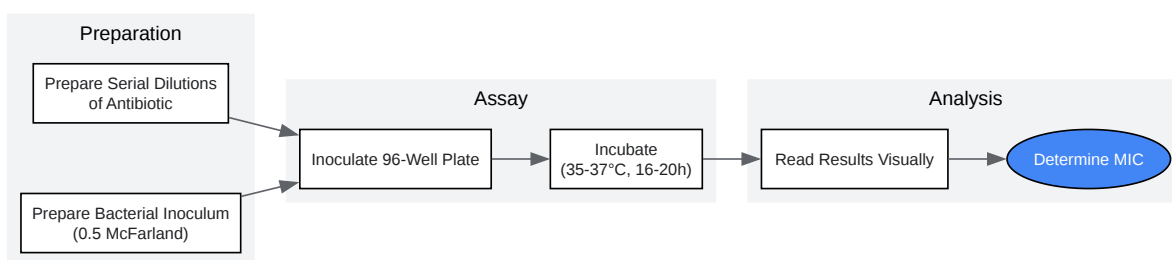 Preparation
Prepare Serial Dilutions
of Antibiotic
Prepare Bacterial Inoculum
(0.5 McFarland)
Assay
Inoculate 96-Well Plate
Incubate
(35-37°C, 16-20h)
Analysis
Read Results Visually
Determine MIC